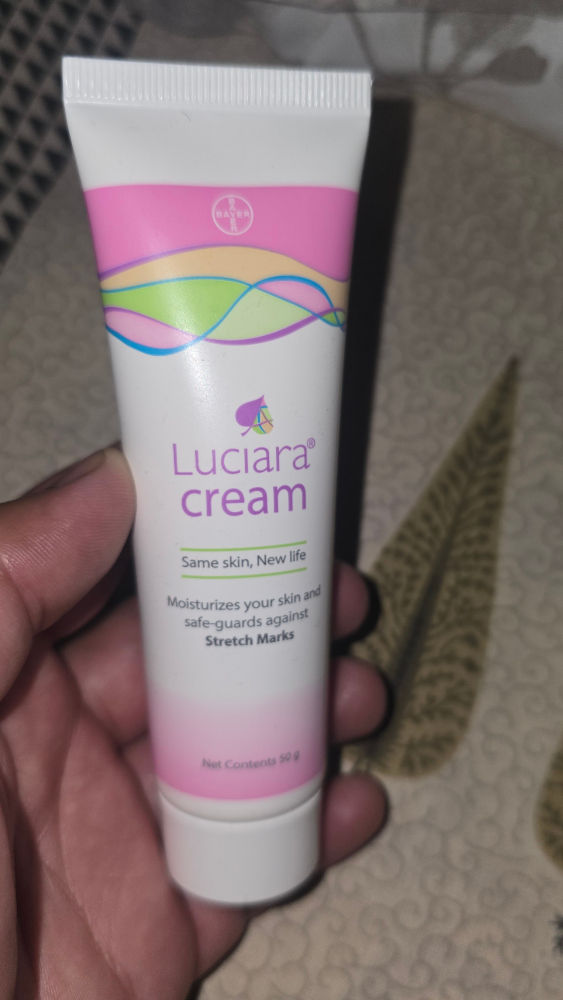 BAYER
BAYER
Luciara®
cream
Same skin, New life
Moisturizes your skin and
safe-guards against
Stretch Marks
Net Contents 50 g